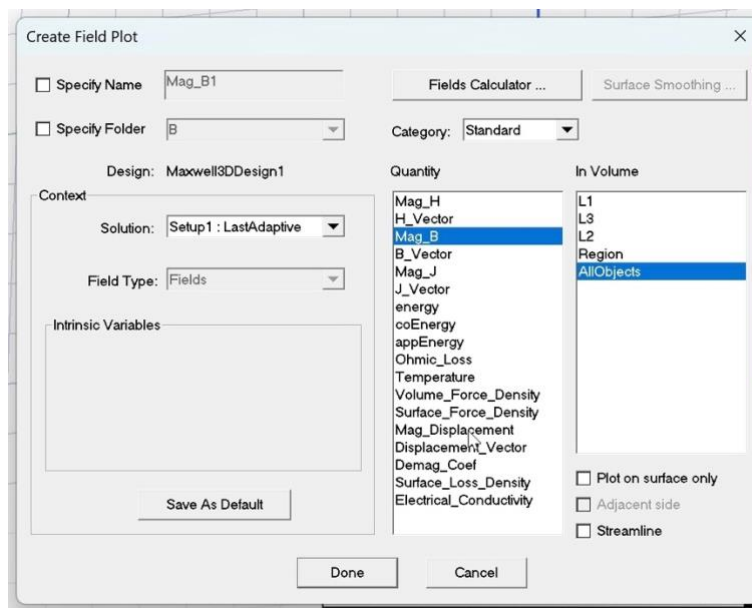 Create Field Plot
Specify Name Mag_B1 Fields Calculator ... Surface Smoothing ...
Specify Folder B Category: Standard
Design: Maxwell3DDesign1 Quantity In Volume
Context
Solution: Setup1 : LastAdaptive
Field Type: Fields
Intrinsic Variables
Save As Default
Mag_H
H_Vector
Mag_B
B_Vector
Mag_J
J_Vector
energy
coEnergy
appEnergy
Ohmic_Loss
Temperature
Volume_Force_Density
Surface_Force_Density
Mag_Displacement
Displacement_Vector
Demag_Coef
Surface_Loss_Density
Electrical_Conductivity
L1
L3
L2
Region
AllObjects
Plot on surface only
Adjacent side
Streamline
Done Cancel